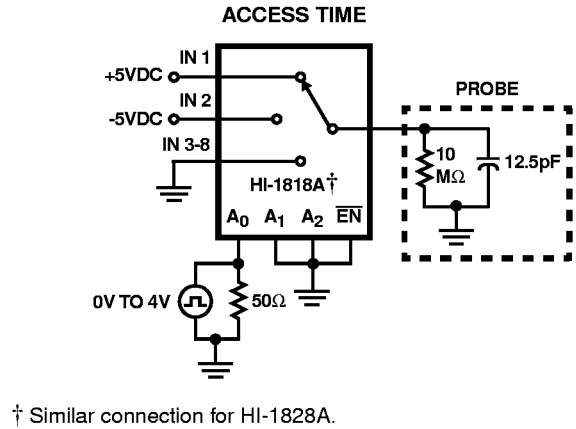 ACCESS TIME
IN 1
+5VDC
IN 2
-5VDC
IN 3-8
HI-1818A†
A0 A1 A2 EN
PROBE
10 MΩ
12.5pF
0V TO 4V
50Ω
† Similar connection for HI-1828A.